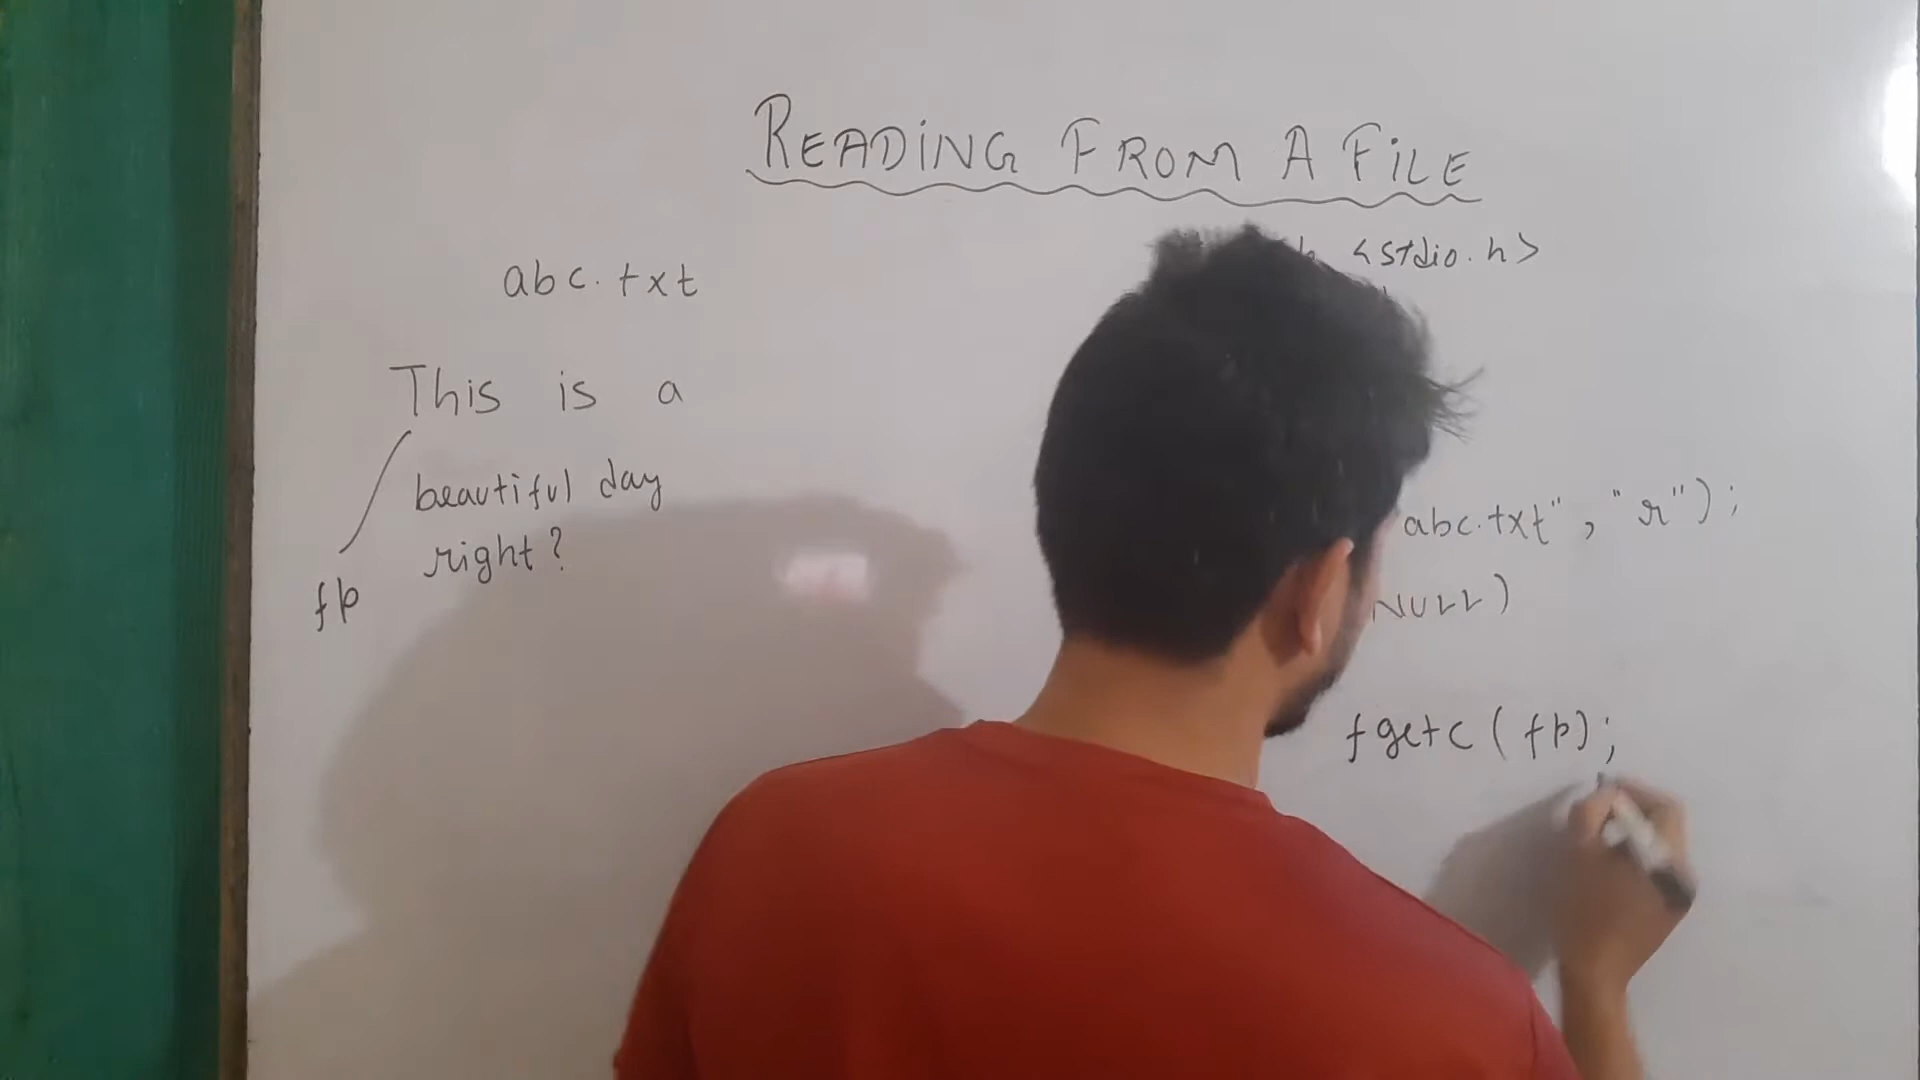 READING FROM A FILE
abc.txt
This is a
beautiful day
right?
fp
<stdio.h>
abc.txt", "r");
NULL)
fgetc (fp);